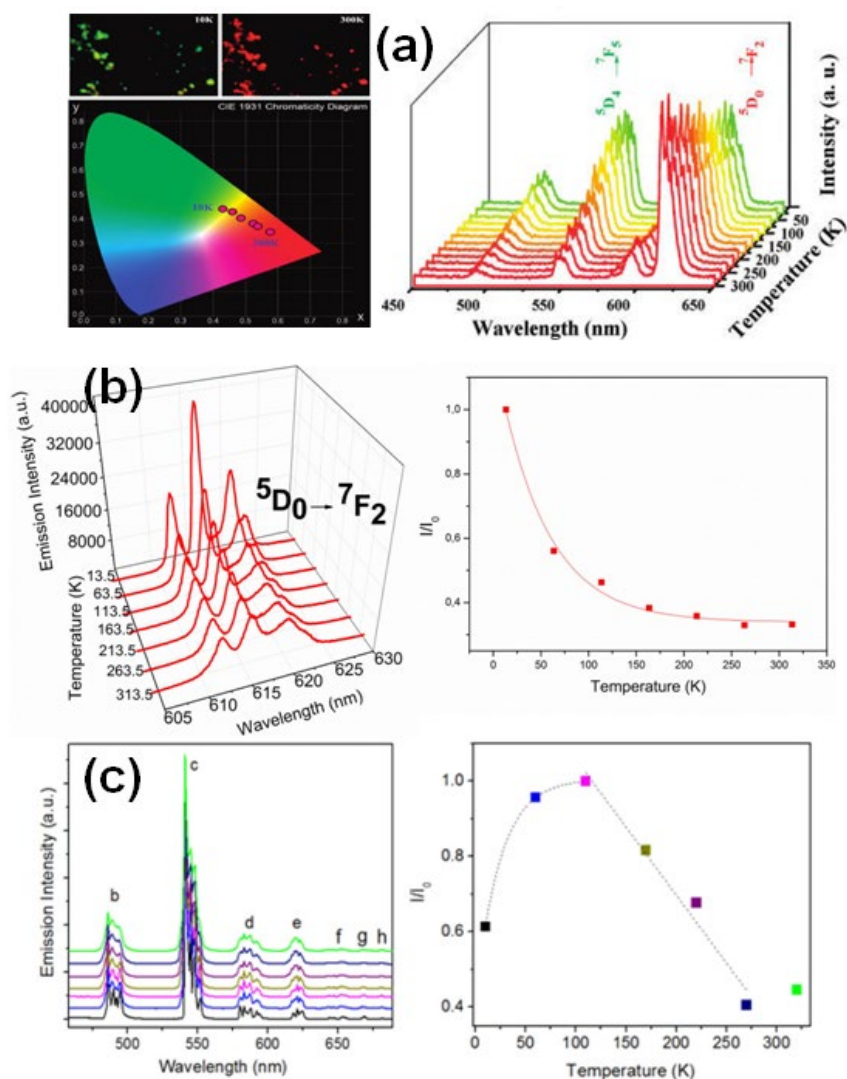 10K
300K
(a)
y
CIE 1931 Chromaticity Diagram
0.8
0.7
0.6
0.5
0.4
0.3
0.2
0.1
10K
300K
0.0 0.1 0.2 0.3 0.4 0.5 0.6 0.7 0.8
x
⁵D₄→⁷F₅
⁵D₀→⁷F₂
Intensity (a. u.)
50
100
150
200
250
300
Temperature (K)
450 500 550 600 650
Wavelength (nm)
(b)
40000
32000
24000
16000
8000
Emission Intensity (a.u.)
⁵D₀→⁷F₂
13.5
63.5
113.5
163.5
213.5
263.5
313.5
Temperature (K)
605 610 615 620 625 630
Wavelength (nm)
1,0
0,8
0,6
0,4
I/I₀
0 25 50 75 100 125 150 175 200 225 250 275 300 325 350
Temperature (K)
(c)
Emission Intensity (a.u.)
b
c
d
e
f
g
h
500 550 600 650
Wavelength (nm)
1.0
0.8
0.6
0.4
I/I₀
0 50 100 150 200 250 300
Temperature (K)